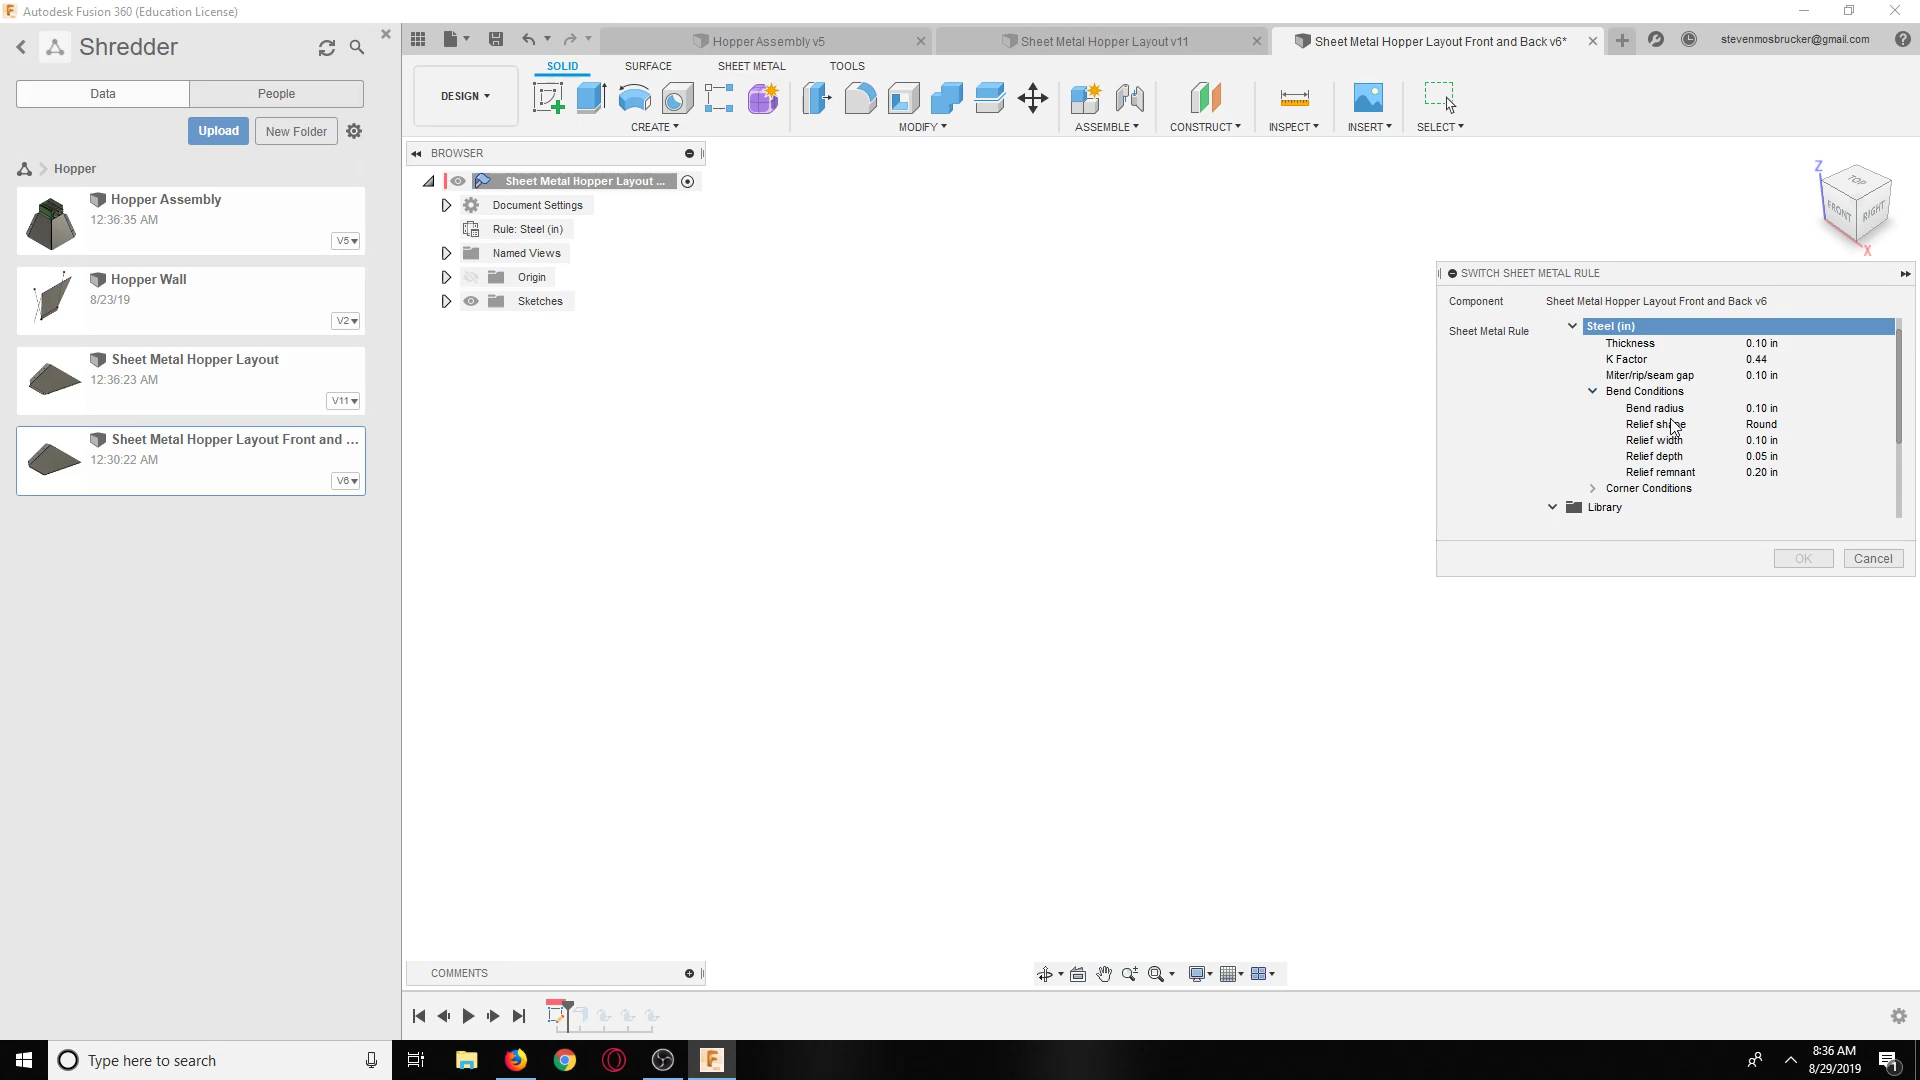 Autodesk Fusion 360 (Education License)
Shredder
Data
People
Upload
New Folder
Hopper
Hopper Assembly
12:36:35 AM
V5
Hopper Wall
8/23/19
V2
Sheet Metal Hopper Layout
12:36:23 AM
V11
Sheet Metal Hopper Layout Front and ...
12:30:22 AM
V6
Hopper Assembly v5
Sheet Metal Hopper Layout v11
Sheet Metal Hopper Layout Front and Back v6*
stevenmosbrucker@gmail.com
DESIGN
SOLID
SURFACE
SHEET METAL
TOOLS
CREATE
MODIFY
ASSEMBLE
CONSTRUCT
INSPECT
INSERT
SELECT
BROWSER
Sheet Metal Hopper Layout ...
Document Settings
Rule: Steel (in)
Named Views
Origin
Sketches
Z
TOP
FRONT
RIGHT
X
SWITCH SHEET METAL RULE
Component Sheet Metal Hopper Layout Front and Back v6
Sheet Metal Rule
Steel (in)
Thickness 0.10 in
K Factor 0.44
Miter/rip/seam gap 0.10 in
Bend Conditions
Bend radius 0.10 in
Relief shape Round
Relief width 0.10 in
Relief depth 0.05 in
Relief remnant 0.20 in
Corner Conditions
Library
OK
Cancel
COMMENTS
Type here to search
8:36 AM
8/29/2019
1